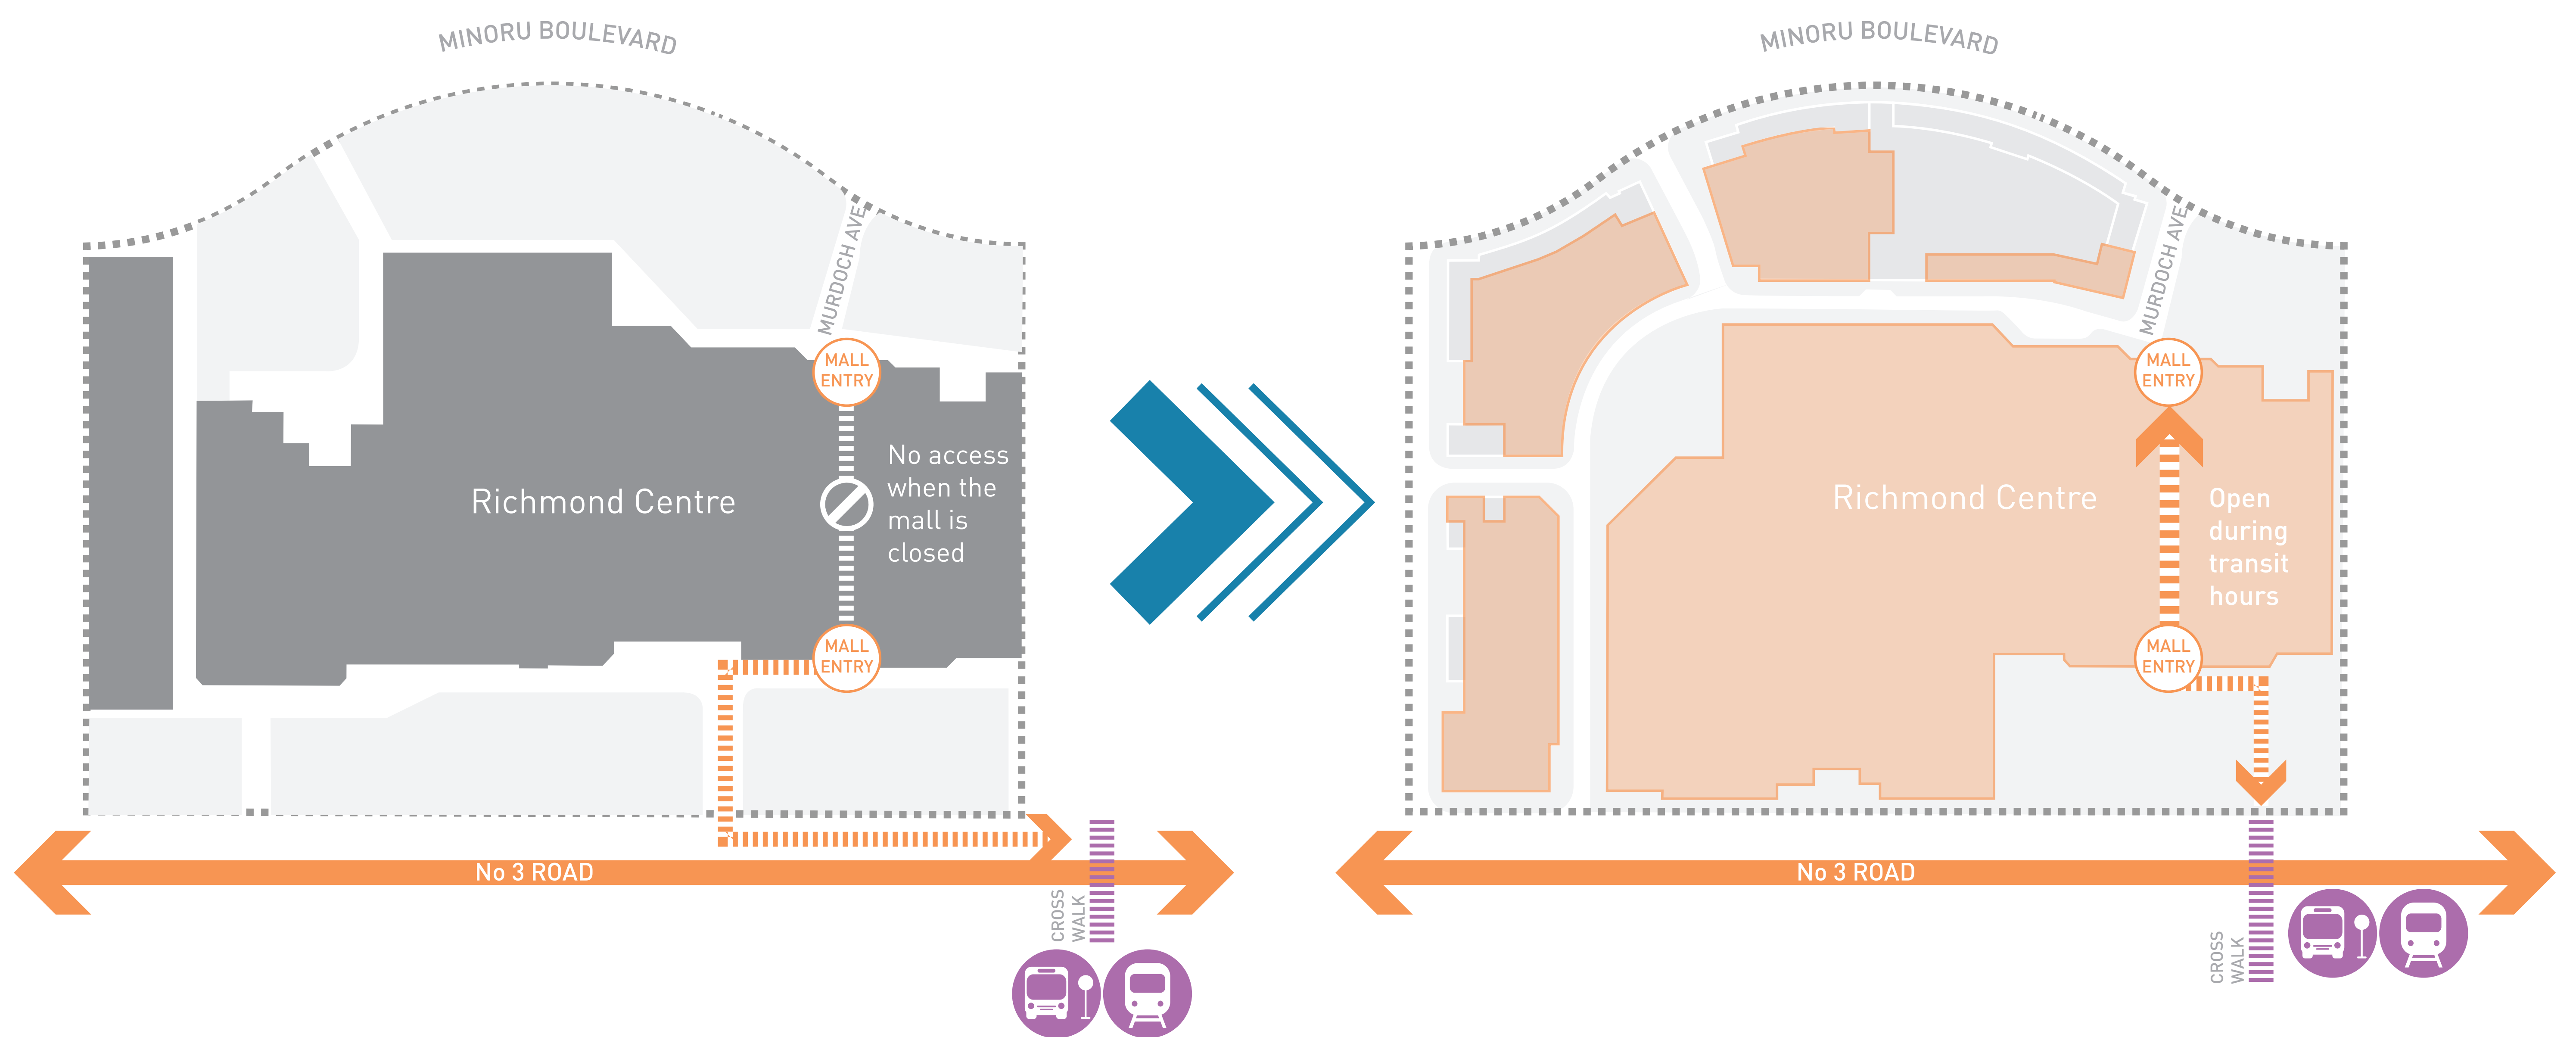 MINORU BOULEVARD
MURDOCH AVE
MALL
ENTRY
Richmond Centre
No access
when the
mall is
closed
MALL
ENTRY
No 3 ROAD
CROSS
WALK
MINORU BOULEVARD
MURDOCH AVE
MALL
ENTRY
Richmond Centre
Open
during
transit
hours
MALL
ENTRY
No 3 ROAD
CROSS
WALK